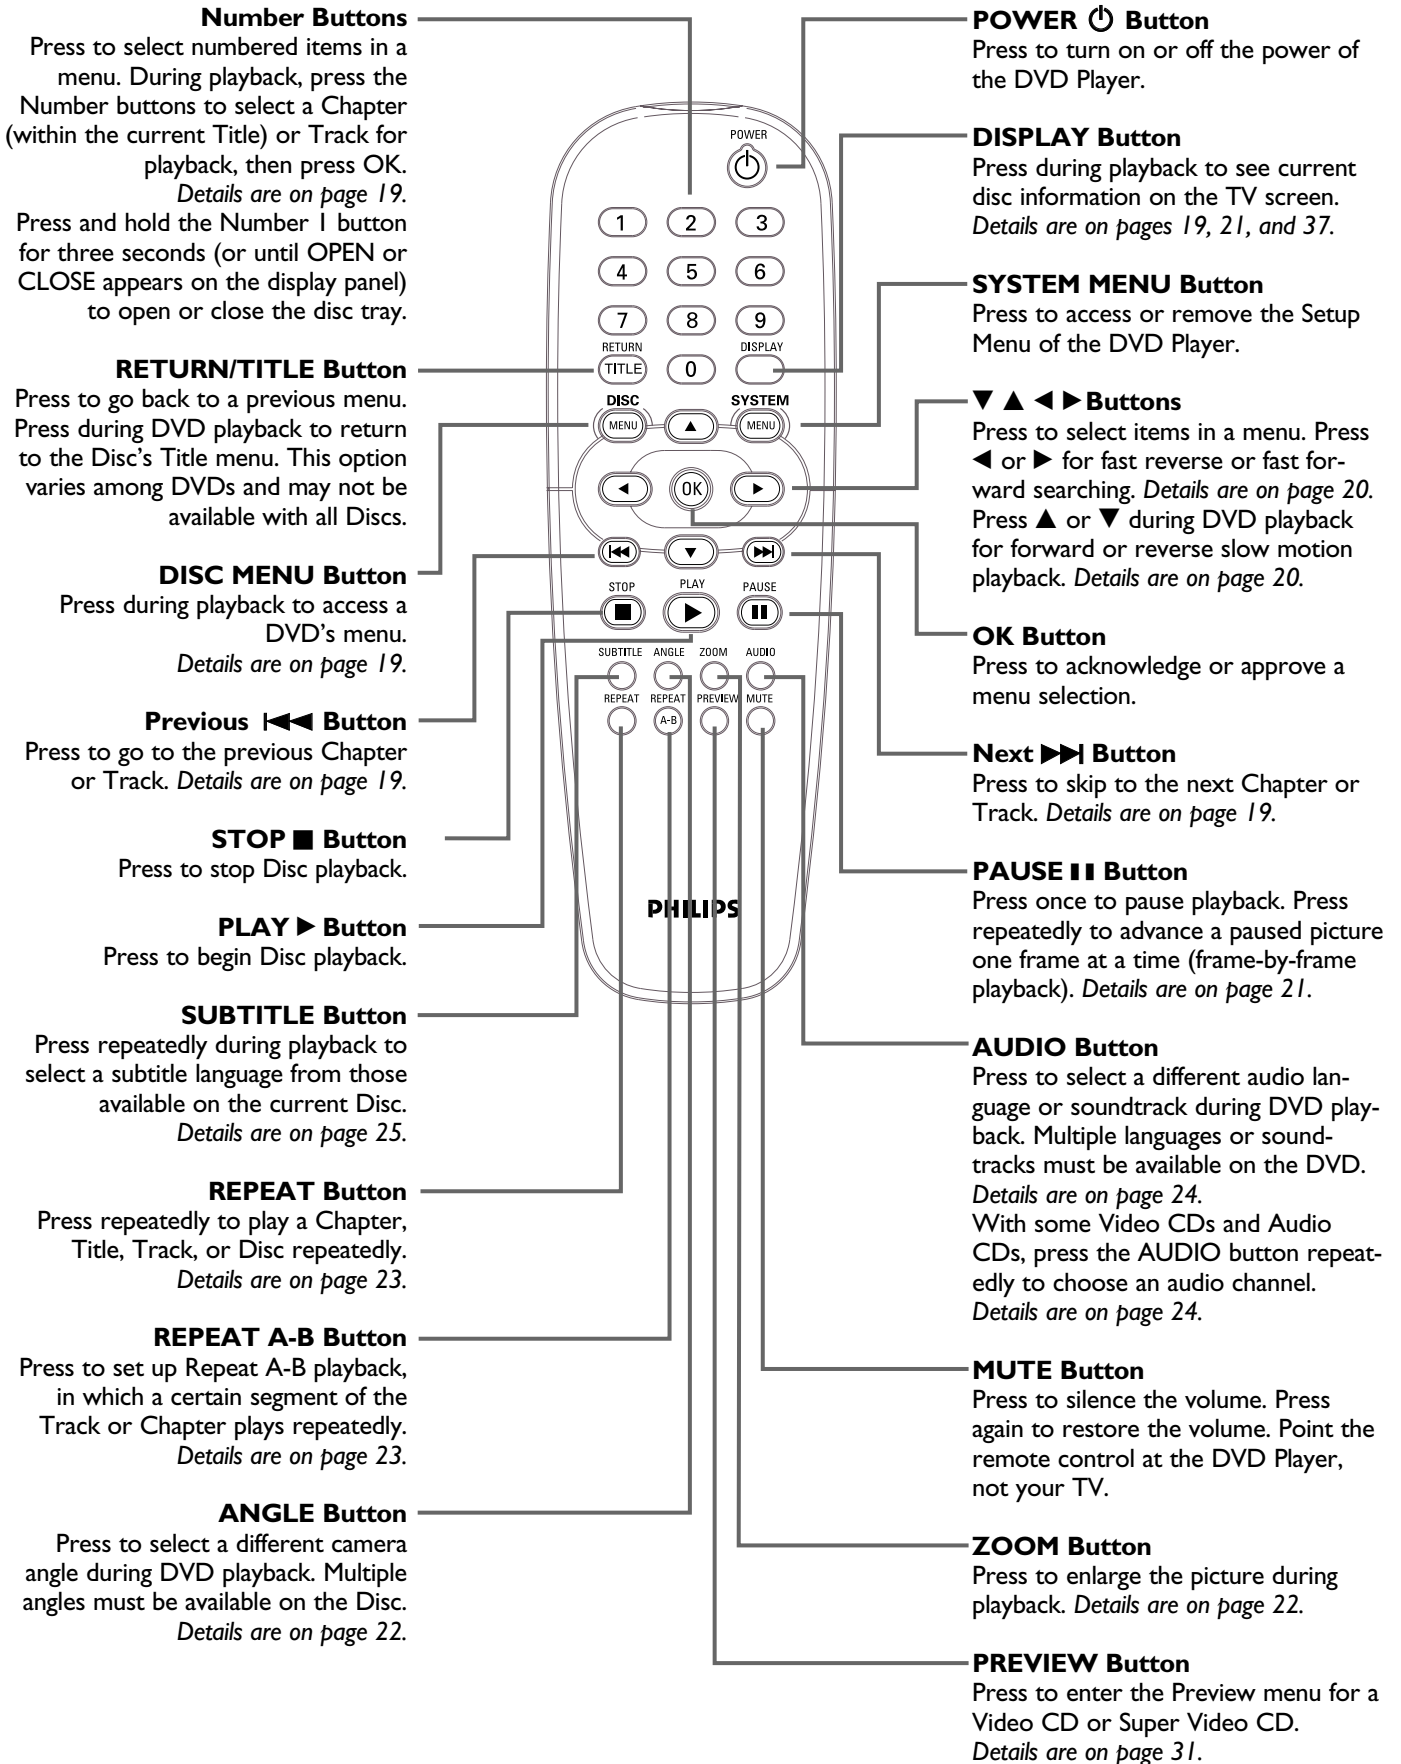 Number Buttons
Press to select numbered items in a
menu. During playback, press the
Number buttons to select a Chapter
(within the current Title) or Track for
playback, then press OK.
Details are on page 19.
Press and hold the Number 1 button
for three seconds (or until OPEN or
CLOSE appears on the display panel)
to open or close the disc tray.
RETURN/TITLE Button
Press to go back to a previous menu.
Press during DVD playback to return
to the Disc’s Title menu. This option
varies among DVDs and may not be
available with all Discs.
DISC MENU Button
Press during playback to access a
DVD’s menu.
Details are on page 19.
Previous ⏮ Button
Press to go to the previous Chapter
or Track. Details are on page 19.
STOP ■ Button
Press to stop Disc playback.
PLAY ▶ Button
Press to begin Disc playback.
SUBTITLE Button
Press repeatedly during playback to
select a subtitle language from those
available on the current Disc.
Details are on page 25.
REPEAT Button
Press repeatedly to play a Chapter,
Title, Track, or Disc repeatedly.
Details are on page 23.
REPEAT A-B Button
Press to set up Repeat A-B playback,
in which a certain segment of the
Track or Chapter plays repeatedly.
Details are on page 23.
ANGLE Button
Press to select a different camera
angle during DVD playback. Multiple
angles must be available on the Disc.
Details are on page 22.
POWER
1 2 3
4 5 6
7 8 9
RETURN DISPLAY
TITLE 0
DISC SYSTEM
MENU ▲ MENU
◀ OK ▶
⏮ ▼ ⏭
STOP PLAY PAUSE
■ ▶ ⏸
SUBTITLE ANGLE ZOOM AUDIO
REPEAT REPEAT PREVIEW MUTE
A-B
PHILIPS
POWER ⏻ Button
Press to turn on or off the power of
the DVD Player.
DISPLAY Button
Press during playback to see current
disc information on the TV screen.
Details are on pages 19, 21, and 37.
SYSTEM MENU Button
Press to access or remove the Setup
Menu of the DVD Player.
▼ ▲ ◀ ▶ Buttons
Press to select items in a menu. Press
◀ or ▶ for fast reverse or fast for-
ward searching. Details are on page 20.
Press ▲ or ▼ during DVD playback
for forward or reverse slow motion
playback. Details are on page 20.
OK Button
Press to acknowledge or approve a
menu selection.
Next ⏭ Button
Press to skip to the next Chapter or
Track. Details are on page 19.
PAUSE ⏸ Button
Press once to pause playback. Press
repeatedly to advance a paused picture
one frame at a time (frame-by-frame
playback). Details are on page 21.
AUDIO Button
Press to select a different audio lan-
guage or soundtrack during DVD play-
back. Multiple languages or sound-
tracks must be available on the DVD.
Details are on page 24.
With some Video CDs and Audio
CDs, press the AUDIO button repeat-
edly to choose an audio channel.
Details are on page 24.
MUTE Button
Press to silence the volume. Press
again to restore the volume. Point the
remote control at the DVD Player,
not your TV.
ZOOM Button
Press to enlarge the picture during
playback. Details are on page 22.
PREVIEW Button
Press to enter the Preview menu for a
Video CD or Super Video CD.
Details are on page 31.